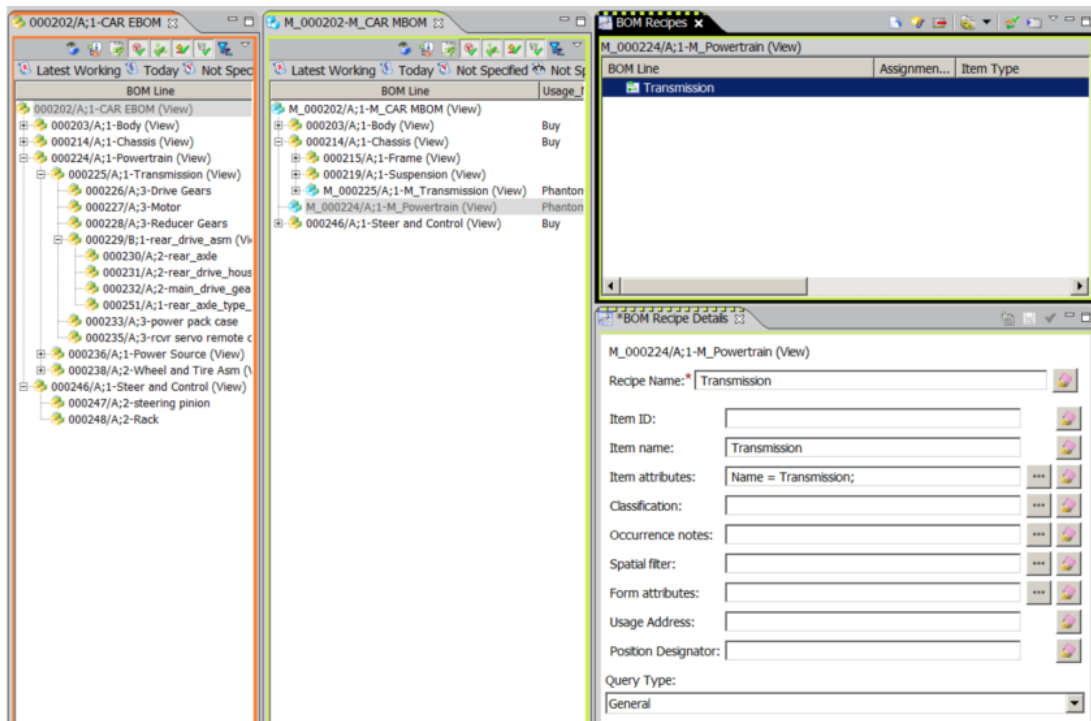 000202/A;1-CAR EBOM
Latest Working Today Not Spec
BOM Line
000202/A;1-CAR EBOM (View)
000203/A;1-Body (View)
000214/A;1-Chassis (View)
000224/A;1-Powertrain (View)
000225/A;1-Transmission (View)
000226/A;3-Drive Gears
000227/A;3-Motor
000228/A;3-Reducer Gears
000229/B;1-rear_drive_asm (Vi
000230/A;2-rear_axle
000231/A;2-rear_drive_hous
000232/A;2-main_drive_gea
000251/A;1-rear_axle_type_
000233/A;3-power pack case
000235/A;3-rcvr servo remote c
000236/A;1-Power Source (View)
000238/A;2-Wheel and Tire Asm (V
000246/A;1-Steer and Control (View)
000247/A;2-steering pinion
000248/A;2-Rack
M_000202-M_CAR MBOM
Latest Working Today Not Specified Not Sp
BOM Line Usage_
M_000202/A;1-M_CAR MBOM (View)
000203/A;1-Body (View) Buy
000214/A;1-Chassis (View) Buy
000215/A;1-Frame (View)
000219/A;1-Suspension (View)
M_000225/A;1-M_Transmission (View) Phantom
M_000224/A;1-M_Powertrain (View) Phantom
000246/A;1-Steer and Control (View) Buy
BOM Recipes
M_000224/A;1-M_Powertrain (View)
BOM Line Assignmen... Item Type
Transmission
*BOM Recipe Details
M_000224/A;1-M_Powertrain (View)
Recipe Name:* Transmission
Item ID:
Item name: Transmission
Item attributes: Name = Transmission; ...
Classification: ...
Occurrence notes: ...
Spatial filter: ...
Form attributes: ...
Usage Address:
Position Designator:
Query Type:
General